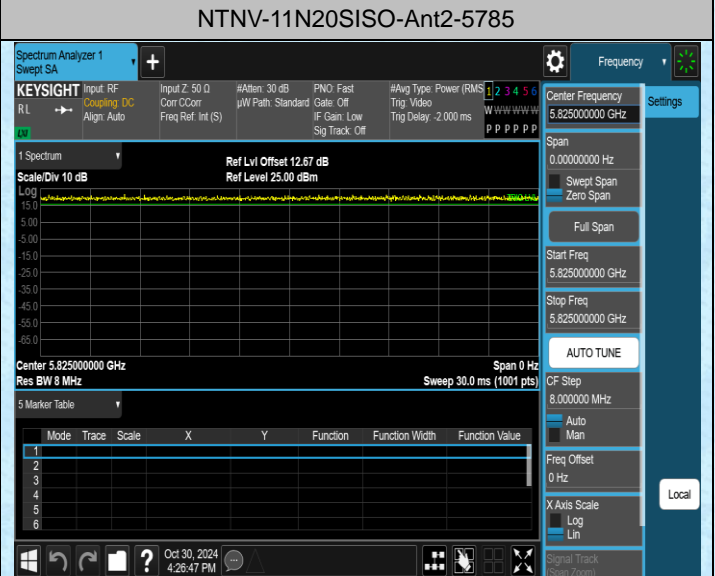 NTNV-11N20SISO-Ant2-5785
Spectrum Analyzer 1
Swept SA
+
Frequency
KEYSIGHT
RL
LXI
Input: RF
Coupling: DC
Align: Auto
Input Z: 50 Ω
Corr CCorr
Freq Ref: Int (S)
#Atten: 30 dB
µW Path: Standard
PNO: Fast
Gate: Off
IF Gain: Low
Sig Track: Off
#Avg Type: Power (RMS
Trig: Video
Trig Delay: -2.000 ms
1 2 3 4 5 6
W W W W W W
P P P P P P
1 Spectrum
Scale/Div 10 dB
Ref Lvl Offset 12.67 dB
Ref Level 25.00 dBm
Log
15.0
5.00
-5.00
-15.0
-25.0
-35.0
-45.0
-55.0
-65.0
Center 5.825000000 GHz
Span 0 Hz
Res BW 8 MHz
Sweep 30.0 ms (1001 pts)
5 Marker Table
Mode Trace Scale X Y Function Function Width Function Value
1
2
3
4
5
6
Oct 30, 2024
4:26:47 PM
Center Frequency
5.825000000 GHz
Span
0.00000000 Hz
Swept Span
Zero Span
Full Span
Start Freq
5.825000000 GHz
Stop Freq
5.825000000 GHz
AUTO TUNE
CF Step
8.000000 MHz
Auto
Man
Freq Offset
0 Hz
X Axis Scale
Log
Lin
Signal Track
(Span Zoom)
Settings
Local